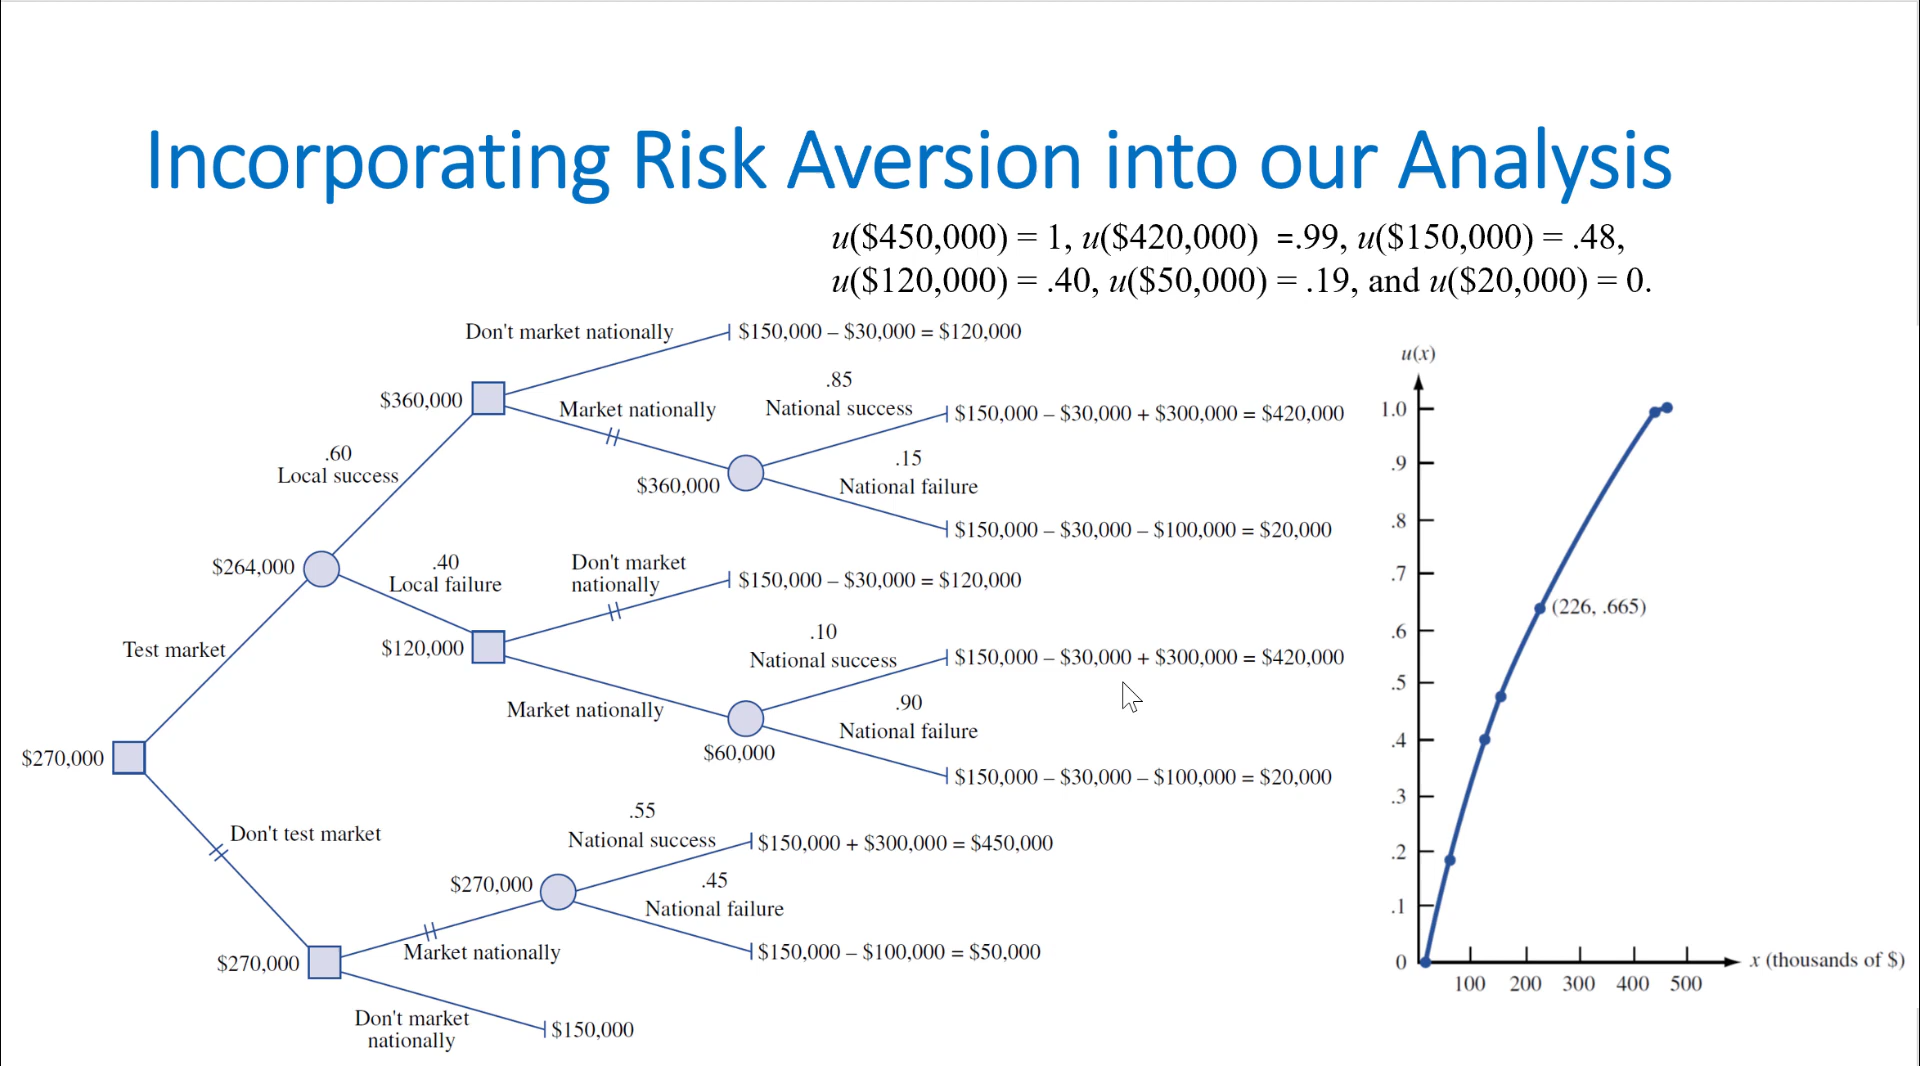 Incorporating Risk Aversion into our Analysis
u($450,000) = 1, u($420,000) =.99, u($150,000) = .48,
u($120,000) = .40, u($50,000) = .19, and u($20,000) = 0.
Don't market nationally
$150,000 – $30,000 = $120,000
$360,000
Market nationally
.85
National success
$150,000 – $30,000 + $300,000 = $420,000
.60
Local success
$360,000
.15
National failure
$150,000 – $30,000 – $100,000 = $20,000
$264,000
.40
Local failure
Don't market
nationally
$150,000 – $30,000 = $120,000
$120,000
.10
National success
$150,000 – $30,000 + $300,000 = $420,000
Test market
Market nationally
.90
National failure
$60,000
$150,000 – $30,000 – $100,000 = $20,000
$270,000
Don't test market
.55
National success
$150,000 + $300,000 = $450,000
$270,000
.45
National failure
Market nationally
$150,000 – $100,000 = $50,000
$270,000
Don't market
nationally
$150,000
u(x)
1.0
.9
.8
.7
(226, .665)
.6
.5
.4
.3
.2
.1
0
x (thousands of $)
100 200 300 400 500